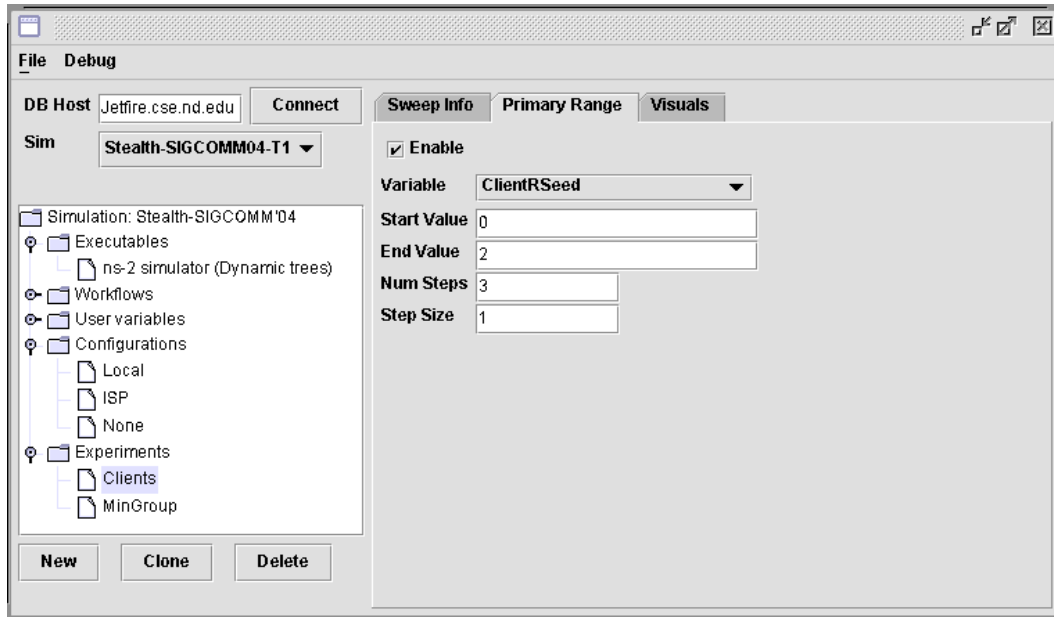 File Debug
DB Host Jetfire.cse.nd.edu Connect
Sim Stealth-SIGCOMM04-T1
Simulation: Stealth-SIGCOMM'04
Executables
ns-2 simulator (Dynamic trees)
Workflows
User variables
Configurations
Local
ISP
None
Experiments
Clients
MinGroup
New Clone Delete
Sweep Info Primary Range Visuals
Enable
Variable ClientRSeed
Start Value 0
End Value 2
Num Steps 3
Step Size 1